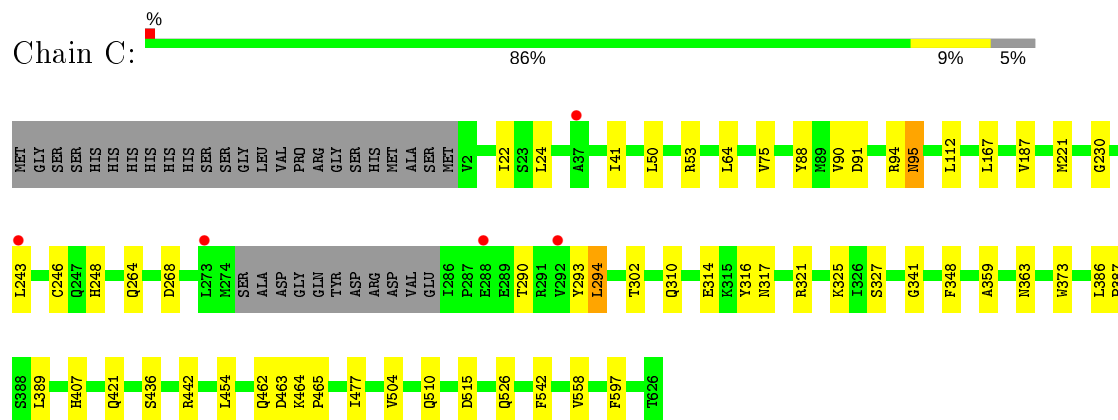 %
Chain C:
86% 9% 5%
MET GLY SER SER HIS HIS HIS HIS HIS HIS SER SER GLY LEU VAL PRO ARG GLY SER HIS MET ALA SER MET V2 I22 S23 L24 A37 I41 L50 R53 L64 V75 Y88 M89 V90 D91 R94 N95 L112 L167 V187 M221 G230
L243 C246 Q247 H248 Q264 D268 L273 M274 SER ALA ASP GLY GLN TYR ASP ARG ASP VAL GLU I286 P287 E288 E289 T290 R291 V292 Y293 L294 T302 Q310 E314 K315 Y316 N317 R321 K325 I326 S327 G341 F348 A359 N363 W373 L386 P387
S388 L389 H407 Q421 S436 R442 L454 Q462 D463 K464 P465 I477 V504 Q510 D515 Q526 F542 V558 F597 T626